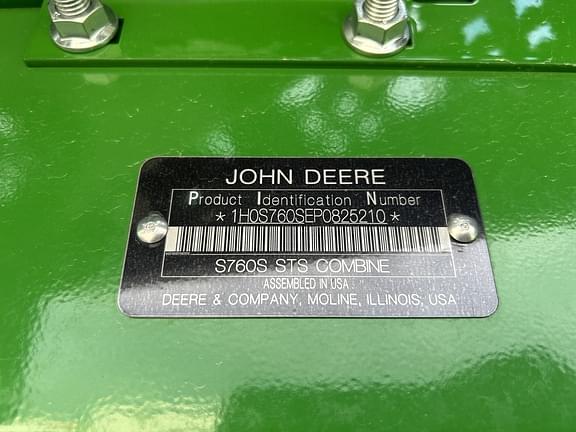 JOHN DEERE
Product Identification Number
*1H0S760SEP0825210*
S760S STS COMBINE
ASSEMBLED IN USA
DEERE & COMPANY, MOLINE, ILLINOIS, USA